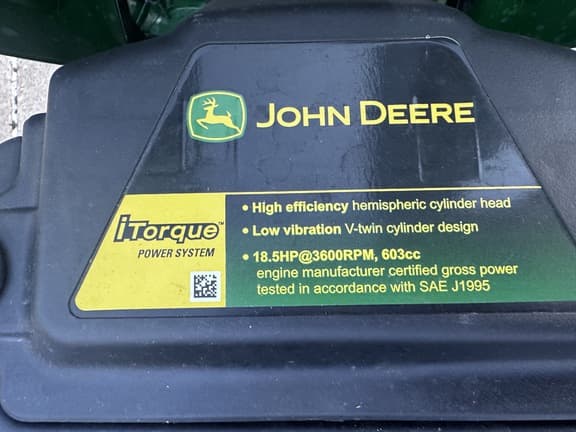 JOHN DEERE
iTorque™
POWER SYSTEM
• High efficiency hemispheric cylinder head
• Low vibration V-twin cylinder design
• 18.5HP@3600RPM, 603cc
engine manufacturer certified gross power
tested in accordance with SAE J1995